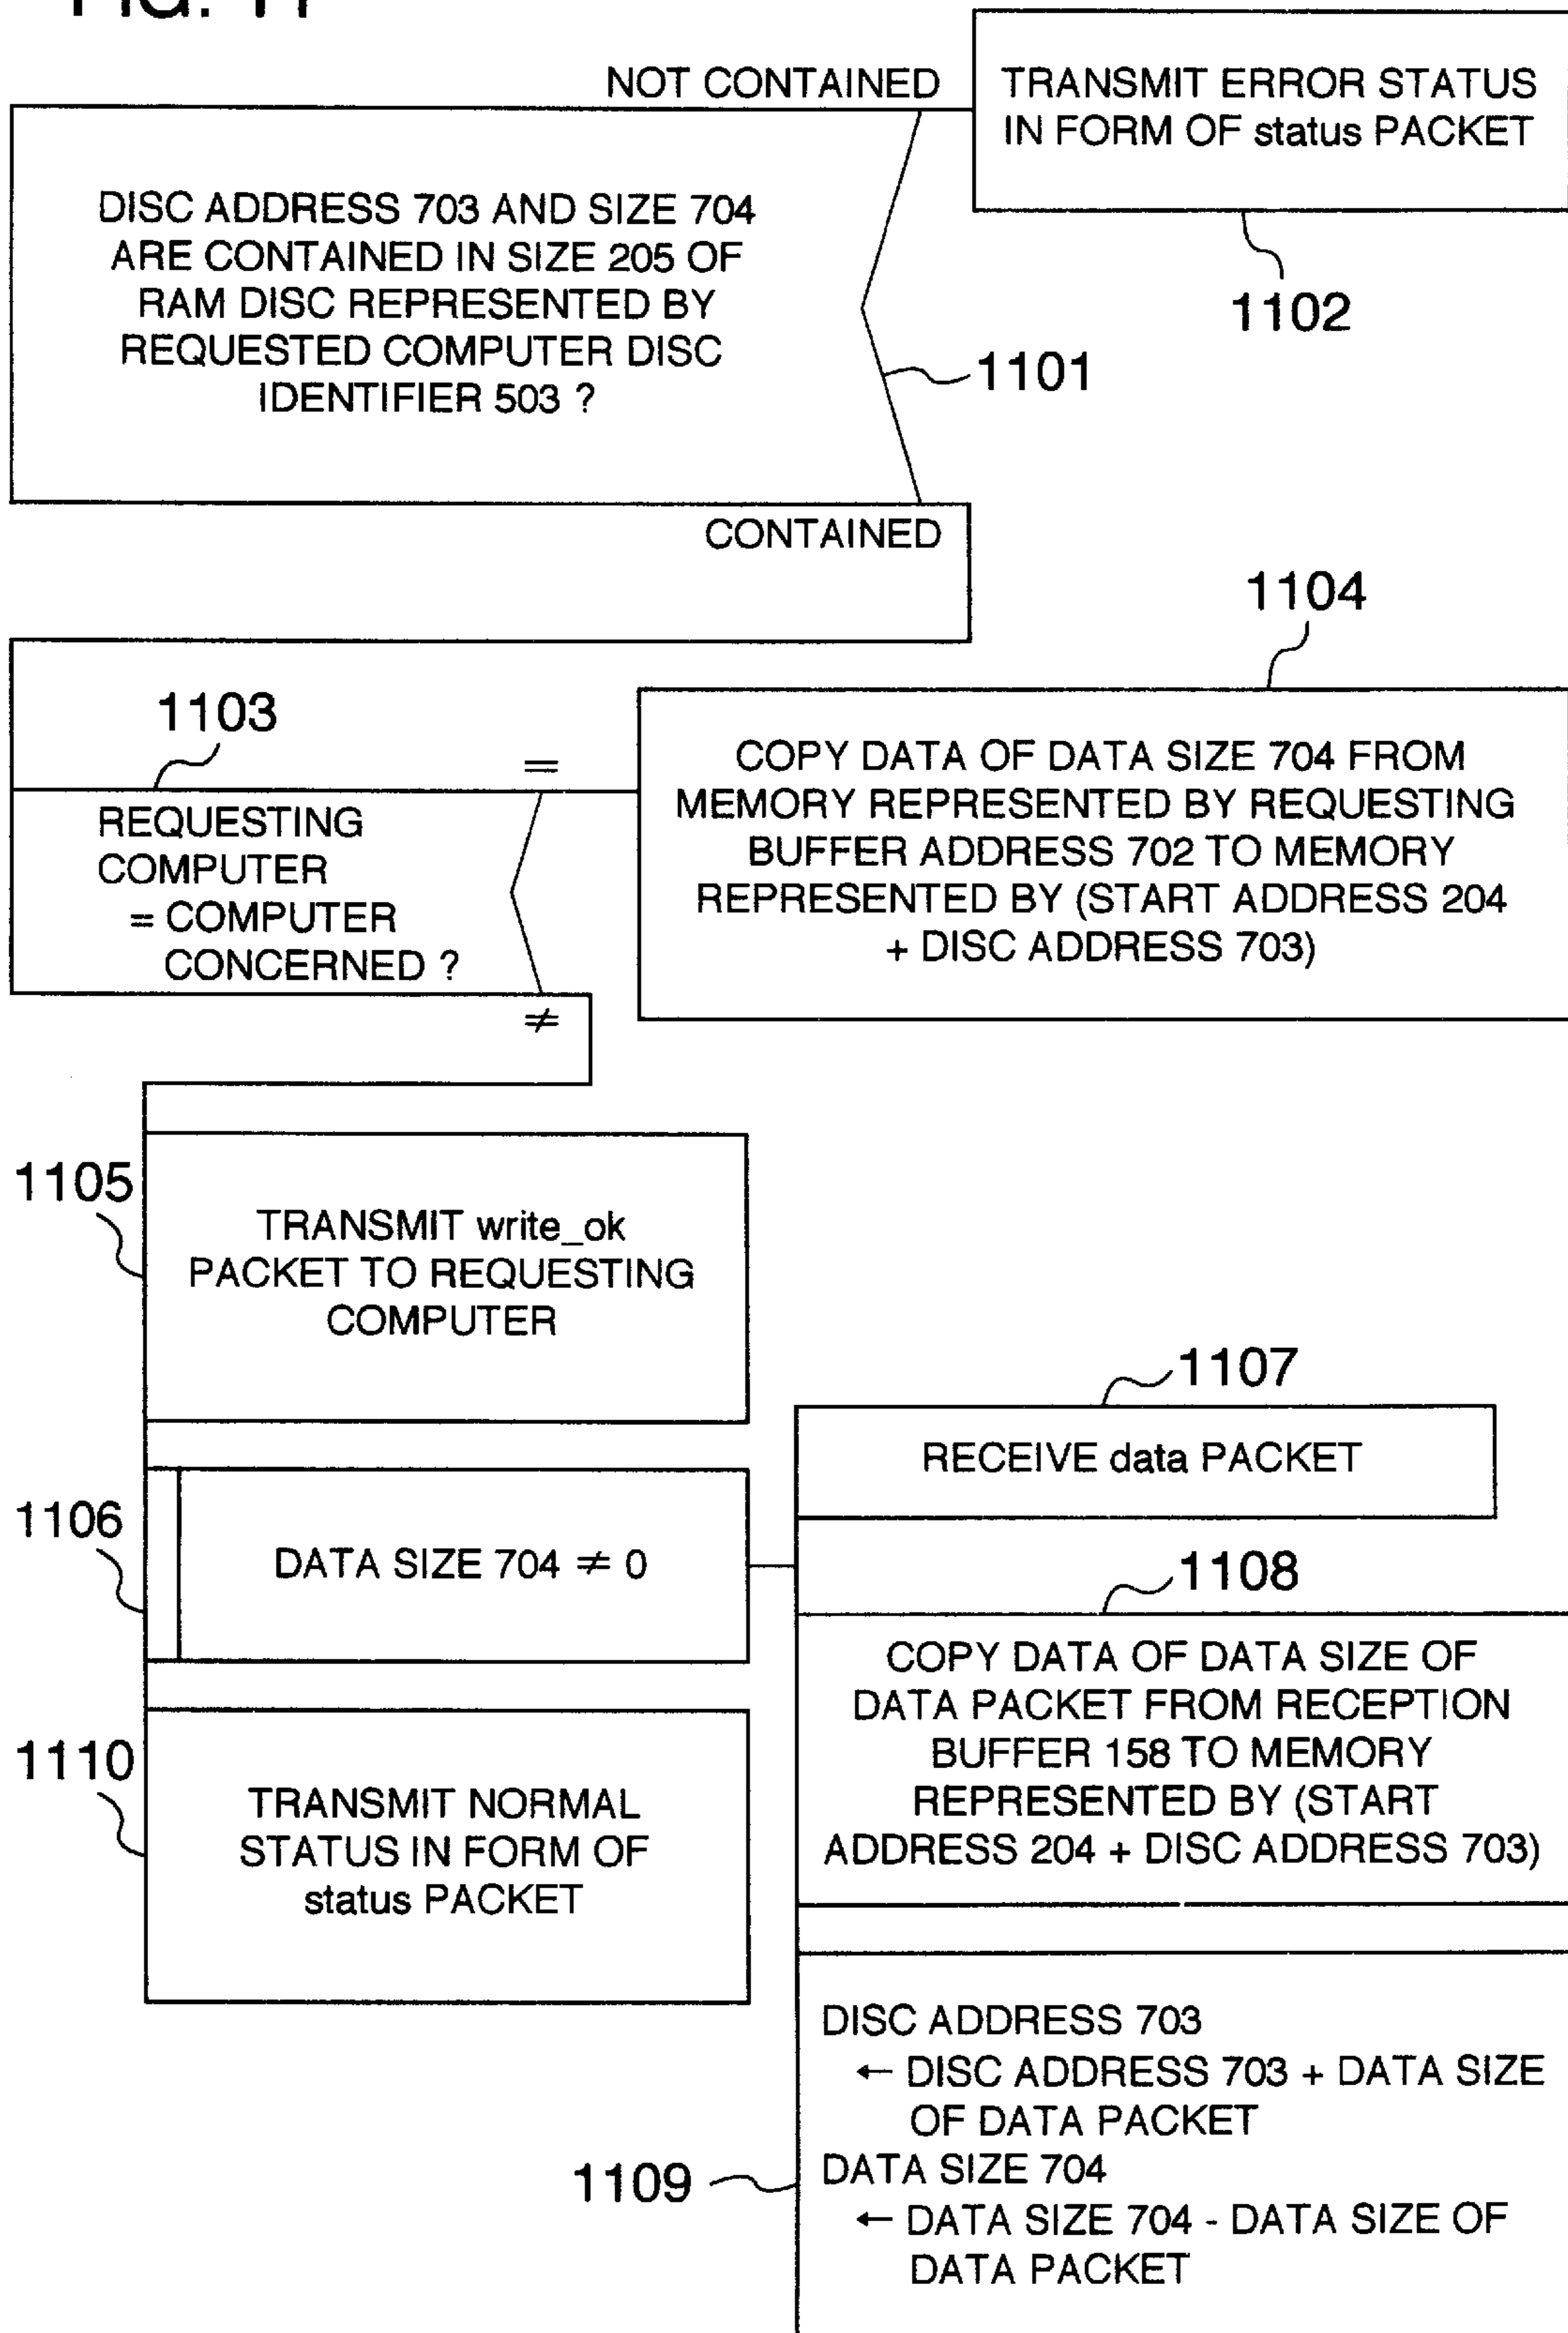 FIG. 11
NOT CONTAINED
TRANSMIT ERROR STATUS
IN FORM OF status PACKET
1102
DISC ADDRESS 703 AND SIZE 704
ARE CONTAINED IN SIZE 205 OF
RAM DISC REPRESENTED BY
REQUESTED COMPUTER DISC
IDENTIFIER 503 ?
1101
CONTAINED
1104
1103
=
REQUESTING
COMPUTER
= COMPUTER
CONCERNED ?
≠
COPY DATA OF DATA SIZE 704 FROM
MEMORY REPRESENTED BY REQUESTING
BUFFER ADDRESS 702 TO MEMORY
REPRESENTED BY (START ADDRESS 204
+ DISC ADDRESS 703)
1105
TRANSMIT write_ok
PACKET TO REQUESTING
COMPUTER
1106
DATA SIZE 704 ≠ 0
1107
RECEIVE data PACKET
1108
COPY DATA OF DATA SIZE OF
DATA PACKET FROM RECEPTION
BUFFER 158 TO MEMORY
REPRESENTED BY (START
ADDRESS 204 + DISC ADDRESS 703)
1110
TRANSMIT NORMAL
STATUS IN FORM OF
status PACKET
1109
DISC ADDRESS 703
← DISC ADDRESS 703 + DATA SIZE
OF DATA PACKET
DATA SIZE 704
← DATA SIZE 704 - DATA SIZE OF
DATA PACKET